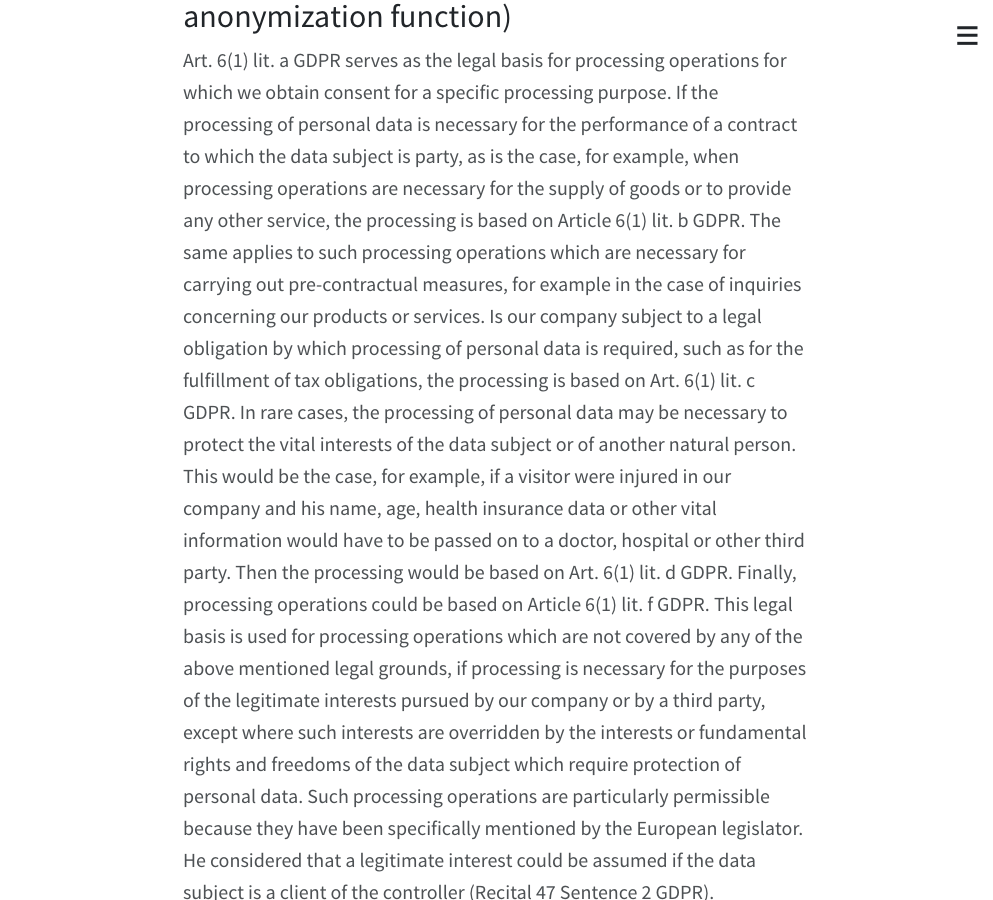 anonymization function)
Art. 6(1) lit. a GDPR serves as the legal basis for processing operations for
which we obtain consent for a specific processing purpose. If the
processing of personal data is necessary for the performance of a contract
to which the data subject is party, as is the case, for example, when
processing operations are necessary for the supply of goods or to provide
any other service, the processing is based on Article 6(1) lit. b GDPR. The
same applies to such processing operations which are necessary for
carrying out pre-contractual measures, for example in the case of inquiries
concerning our products or services. Is our company subject to a legal
obligation by which processing of personal data is required, such as for the
fulfillment of tax obligations, the processing is based on Art. 6(1) lit. c
GDPR. In rare cases, the processing of personal data may be necessary to
protect the vital interests of the data subject or of another natural person.
This would be the case, for example, if a visitor were injured in our
company and his name, age, health insurance data or other vital
information would have to be passed on to a doctor, hospital or other third
party. Then the processing would be based on Art. 6(1) lit. d GDPR. Finally,
processing operations could be based on Article 6(1) lit. f GDPR. This legal
basis is used for processing operations which are not covered by any of the
above mentioned legal grounds, if processing is necessary for the purposes
of the legitimate interests pursued by our company or by a third party,
except where such interests are overridden by the interests or fundamental
rights and freedoms of the data subject which require protection of
personal data. Such processing operations are particularly permissible
because they have been specifically mentioned by the European legislator.
He considered that a legitimate interest could be assumed if the data
subject is a client of the controller (Recital 47 Sentence 2 GDPR).